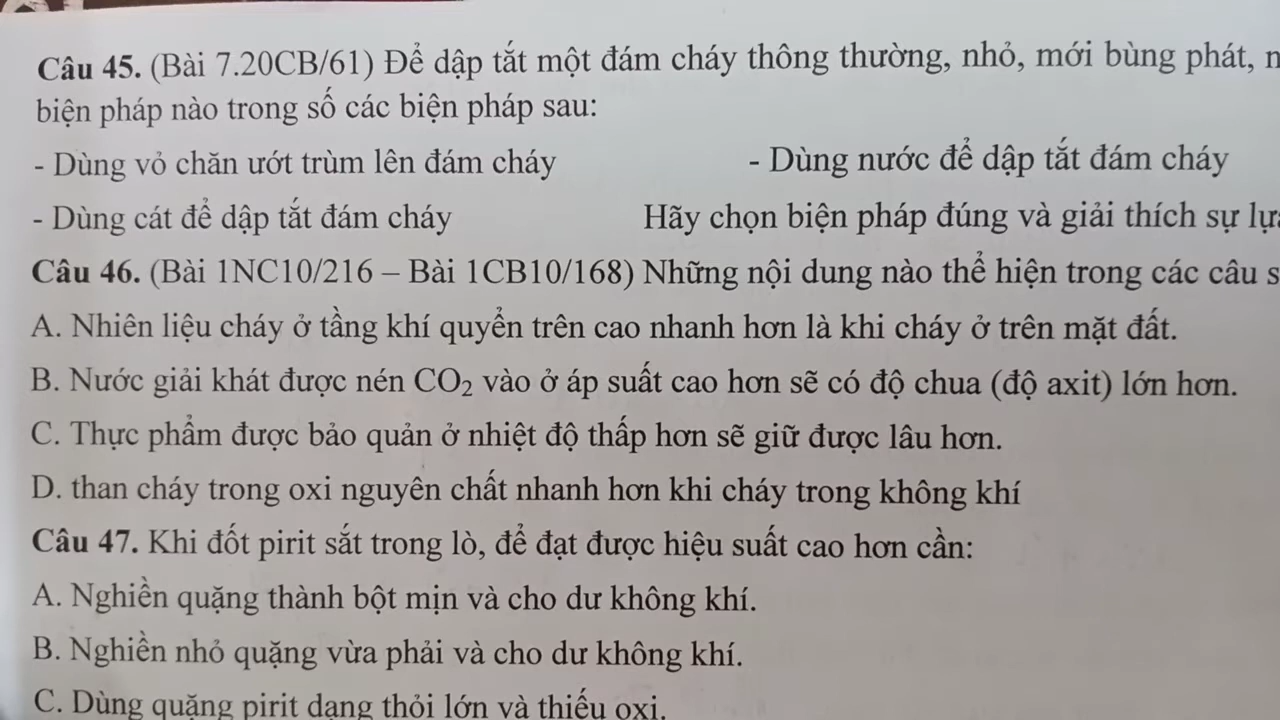 Câu 45. (Bài 7.20CB/61) Để dập tắt một đám cháy thông thường, nhỏ, mới bùng phát,
biện pháp nào trong số các biện pháp sau:
- Dùng vỏ chăn ướt trùm lên đám cháy - Dùng nước để dập tắt đám cháy
- Dùng cát để dập tắt đám cháy Hãy chọn biện pháp đúng và giải thích sự
Câu 46. (Bài 1NC10/216 – Bài 1CB10/168) Những nội dung nào thể hiện trong các câu
A. Nhiên liệu cháy ở tầng khí quyển trên cao nhanh hơn là khi cháy ở trên mặt đất.
B. Nước giải khát được nén CO₂ vào ở áp suất cao hơn sẽ có độ chua (độ axit) lớn hơn.
C. Thực phẩm được bảo quản ở nhiệt độ thấp hơn sẽ giữ được lâu hơn.
D. than cháy trong oxi nguyên chất nhanh hơn khi cháy trong không khí
Câu 47. Khi đốt pirit sắt trong lò, để đạt được hiệu suất cao hơn cần:
A. Nghiền quặng thành bột mịn và cho dư không khí.
B. Nghiền nhỏ quặng vừa phải và cho dư không khí.
C. Dùng quặng pirit dạng thỏi lớn và thiếu oxi.